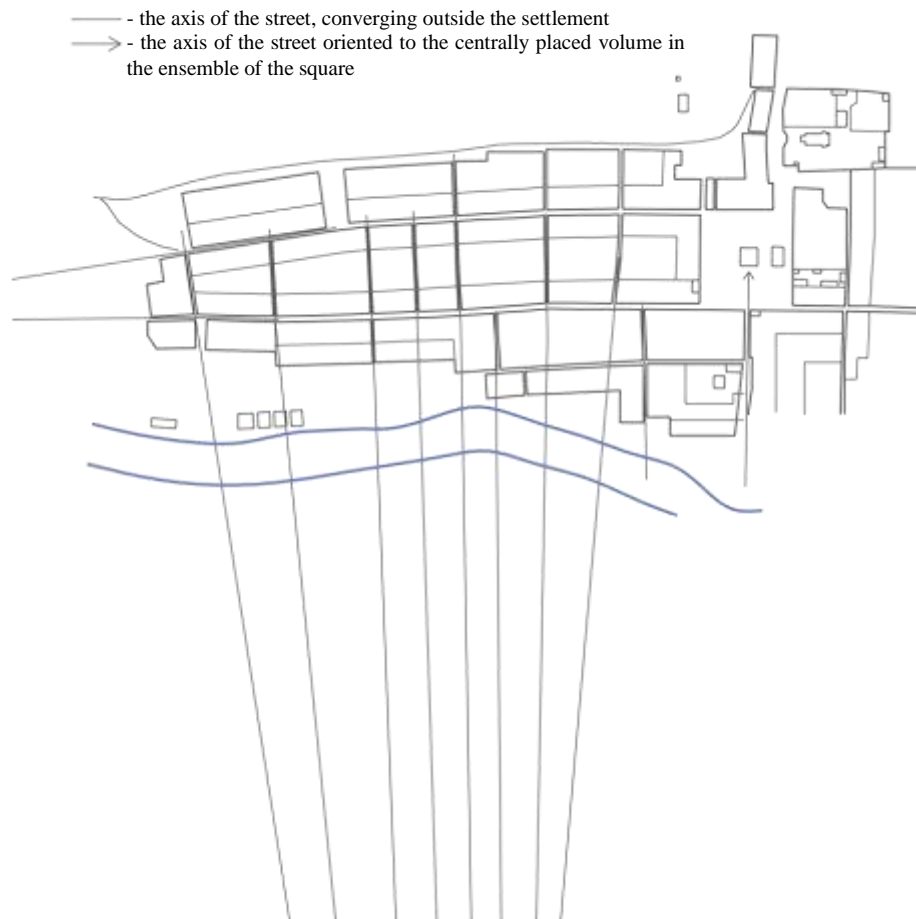 - the axis of the street, converging outside the settlement
- the axis of the street oriented to the centrally placed volume in
the ensemble of the square